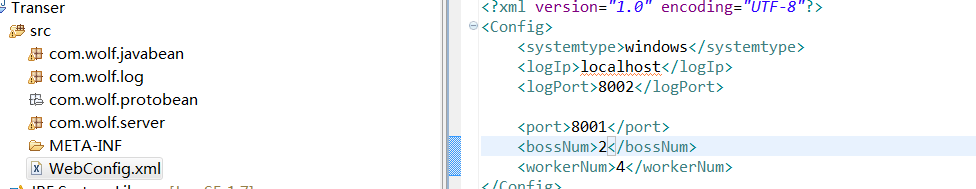 Transer
src
com.wolf.javabean
com.wolf.log
com.wolf.protobean
com.wolf.server
META-INF
WebConfig.xml
<?xml version="1.0" encoding="UTF-8"?>
<Config>
<systemtype>windows</systemtype>
<logIp>localhost</logIp>
<logPort>8002</logPort>
<port>8001</port>
<bossNum>2</bossNum>
<workerNum>4</workerNum>
</Config>